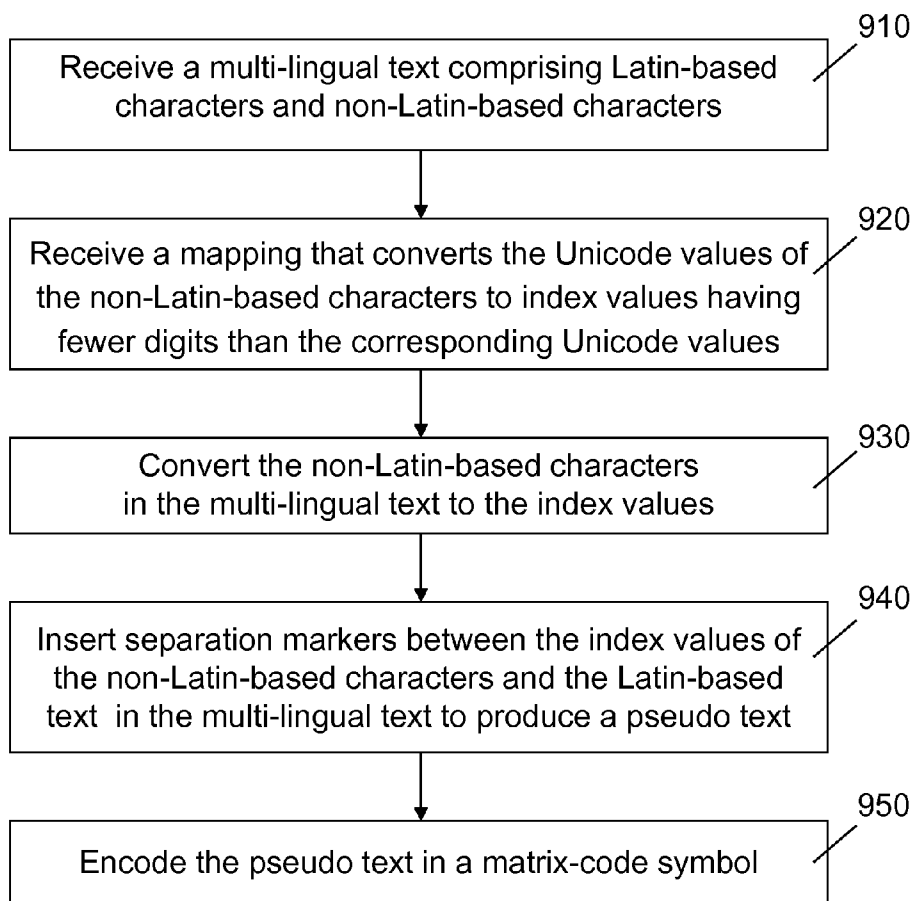 910
Receive a multi-lingual text comprising Latin-based
characters and non-Latin-based characters
920
Receive a mapping that converts the Unicode values of
the non-Latin-based characters to index values having
fewer digits than the corresponding Unicode values
930
Convert the non-Latin-based characters
in the multi-lingual text to the index values
940
Insert separation markers between the index values of
the non-Latin-based characters and the Latin-based
text in the multi-lingual text to produce a pseudo text
950
Encode the pseudo text in a matrix-code symbol